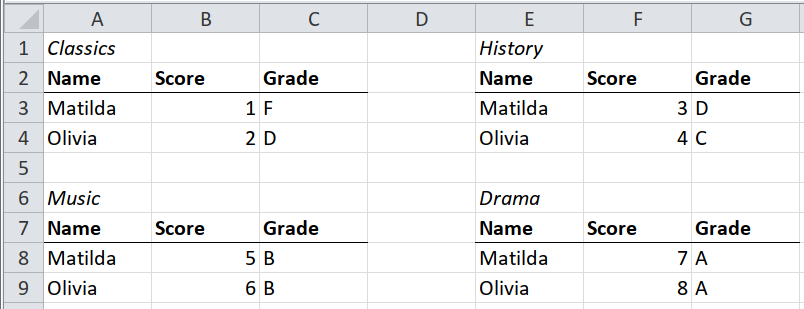 A B C D E F G
1 Classics History
2 Name Score Grade Name Score Grade
3 Matilda 1 F Matilda 3 D
4 Olivia 2 D Olivia 4 C
5
6 Music Drama
7 Name Score Grade Name Score Grade
8 Matilda 5 B Matilda 7 A
9 Olivia 6 B Olivia 8 A